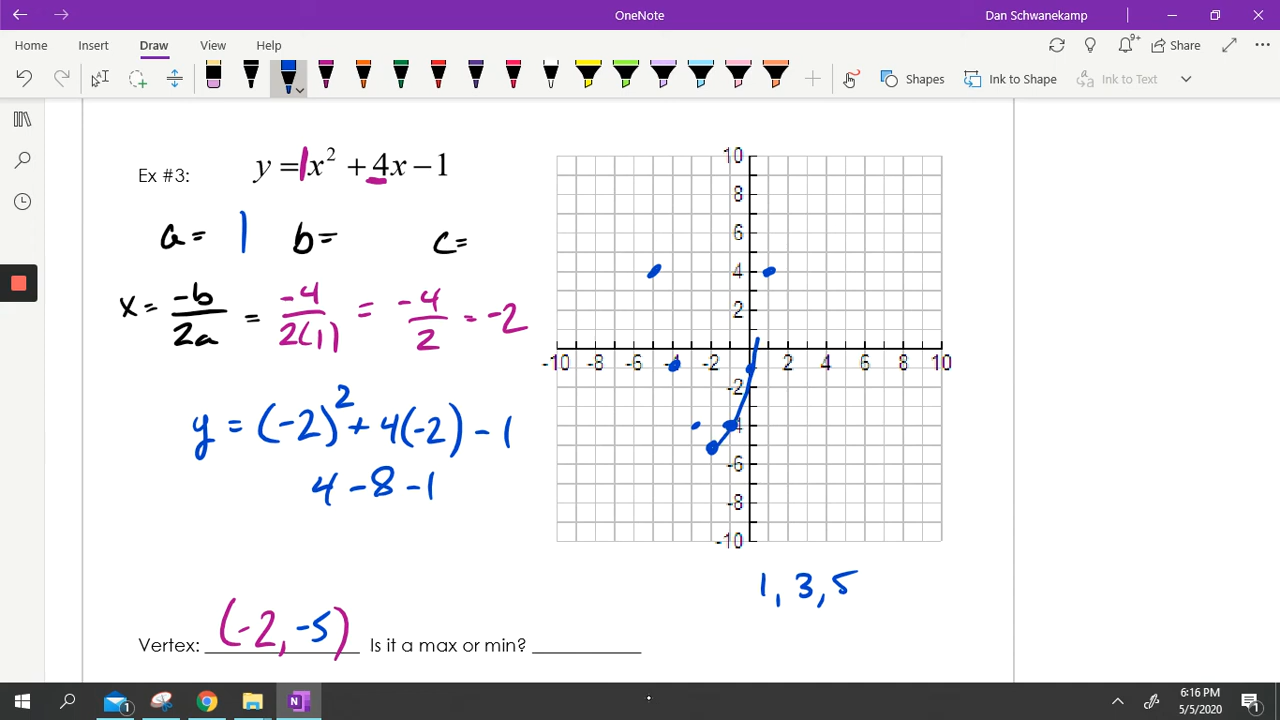 OneNote
Dan Schwanekamp
Home Insert Draw View Help
Share
Shapes Ink to Shape Ink to Text
Ex #3: y = 1x² + 4x − 1
a = 1 b = c =
x = -b/2a = -4/2(1) = -4/2 = -2
y = (-2)² + 4(-2) - 1
4 - 8 - 1
10
8
6
4
2
-10 -8 -6 -4 -2 2 4 6 8 10
-2
-4
-6
-8
-10
1, 3, 5
Vertex: (-2, -5) Is it a max or min?
6:16 PM
5/5/2020